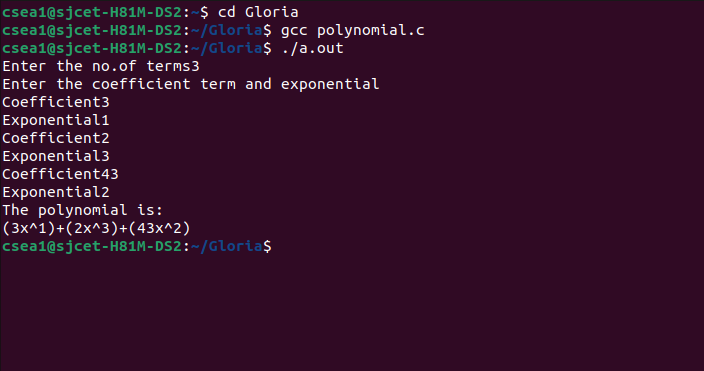 csea1@sjcet-H81M-DS2:~$ cd Gloria
csea1@sjcet-H81M-DS2:~/Gloria$ gcc polynomial.c
csea1@sjcet-H81M-DS2:~/Gloria$ ./a.out
Enter the no.of terms3
Enter the coefficient term and exponential
Coefficient3
Exponential1
Coefficient2
Exponential3
Coefficient43
Exponential2
The polynomial is:
(3x^1)+(2x^3)+(43x^2)
csea1@sjcet-H81M-DS2:~/Gloria$